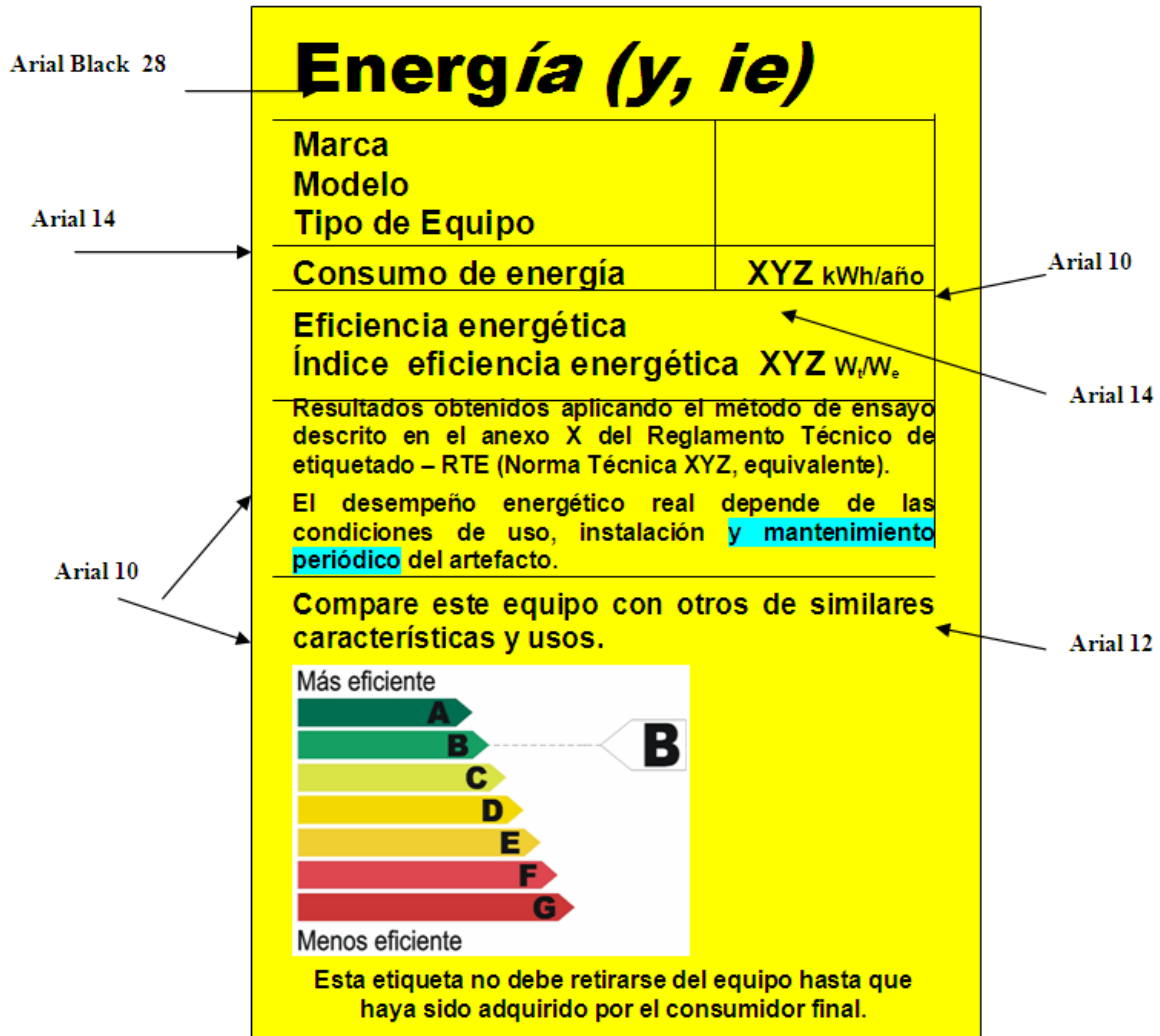 Arial Black 28
Energía (y, ie)
Marca
Modelo
Tipo de Equipo
Arial 14
Consumo de energía XYZ kWh/año
Arial 10
Eficiencia energética
Índice eficiencia energética XYZ Wt/We
Arial 14
Resultados obtenidos aplicando el método de ensayo
descrito en el anexo X del Reglamento Técnico de
etiquetado – RTE (Norma Técnica XYZ, equivalente).
El desempeño energético real depende de las
condiciones de uso, instalación y mantenimiento
periódico del artefacto.
Arial 10
Compare este equipo con otros de similares
características y usos.
Arial 12
Más eficiente
A
B B
C
D
E
F
G
Menos eficiente
Esta etiqueta no debe retirarse del equipo hasta que
haya sido adquirido por el consumidor final.